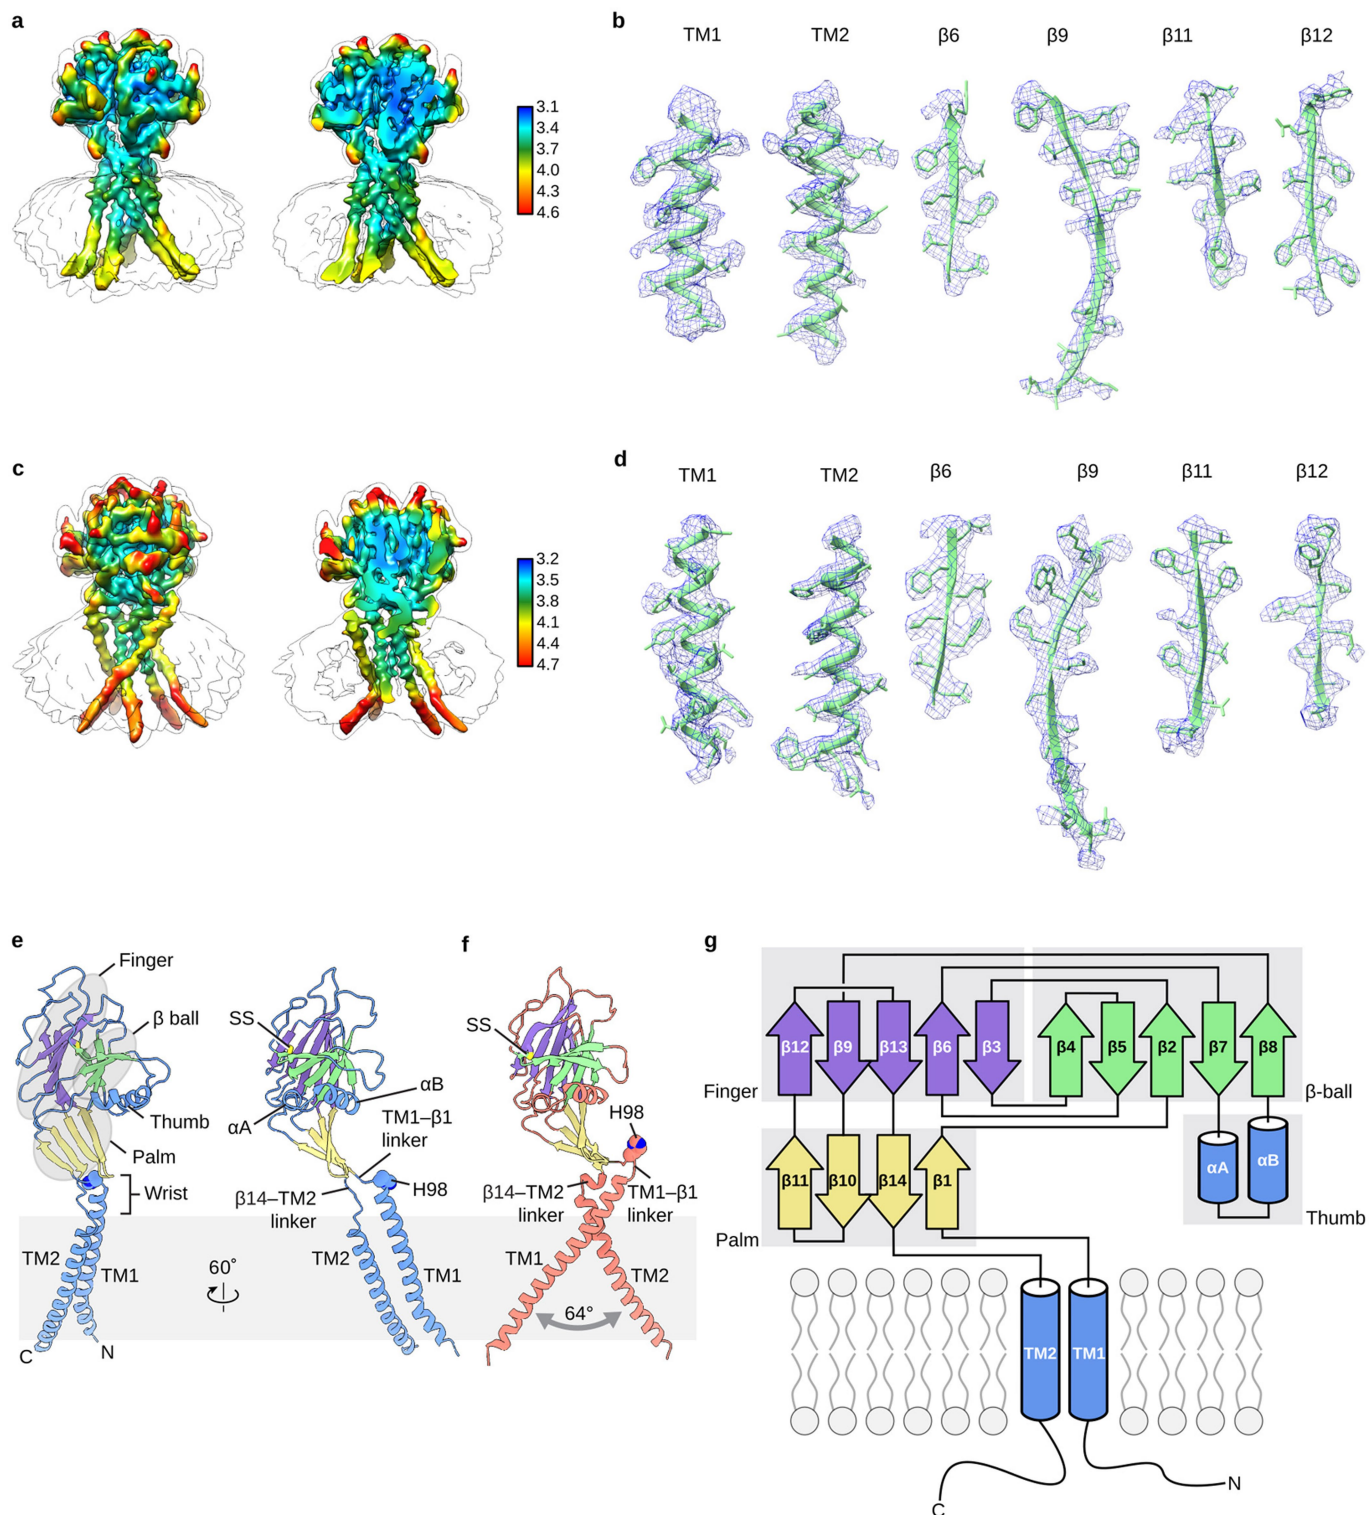 a
3.1
3.4
3.7
4.0
4.3
4.6
b
TM1 TM2 β6 β9 β11 β12
c
3.2
3.5
3.8
4.1
4.4
4.7
d
TM1 TM2 β6 β9 β11 β12
e
Finger
β ball
Thumb
Palm
Wrist
TM2
TM1
C
N
60°
SS
αA
αB
TM1–β1
linker
β14–TM2
linker
H98
TM2
TM1
f
SS
H98
β14–TM2
linker
TM1–β1
linker
TM1
TM2
64°
g
β12 β9 β13 β6 β3 β4 β5 β2 β7 β8
Finger
β-ball
β11 β10 β14 β1
αA αB
Palm
Thumb
TM2 TM1
N
C